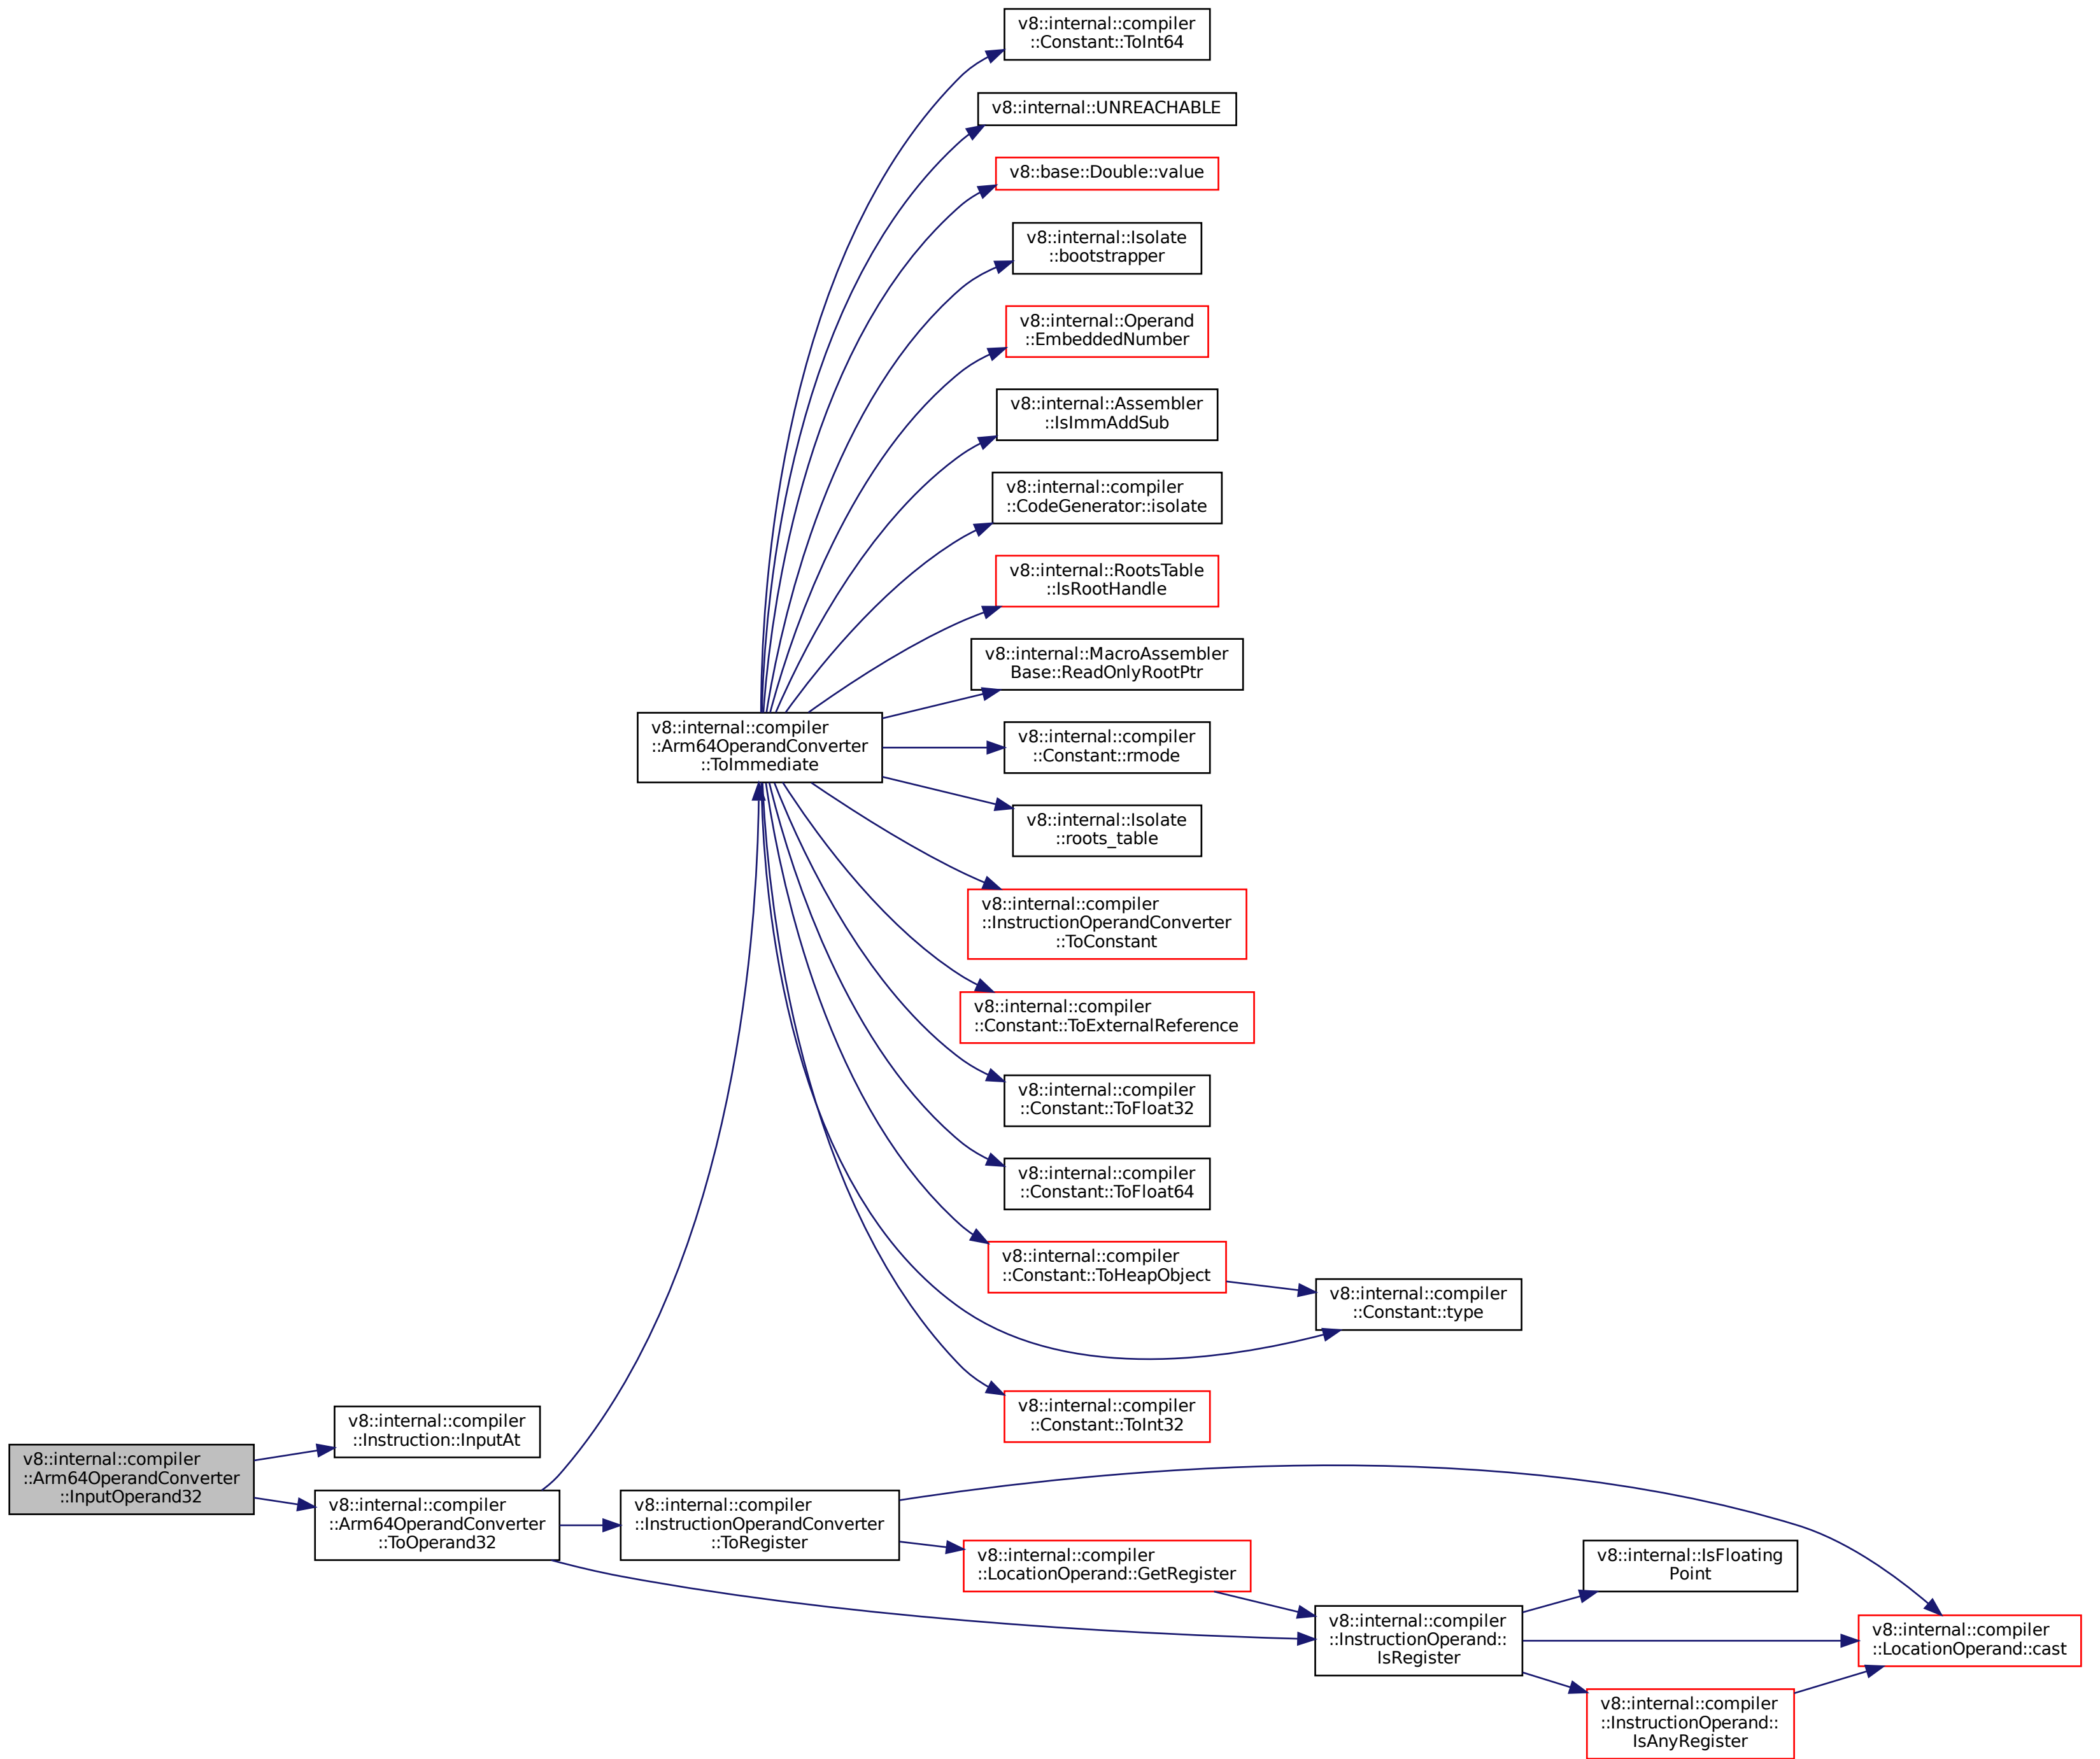 v8::internal::compiler
::Constant::ToInt64
v8::internal::UNREACHABLE
v8::base::Double::value
v8::internal::Isolate
::bootstrapper
v8::internal::Operand
::EmbeddedNumber
v8::internal::Assembler
::IsImmAddSub
v8::internal::compiler
::CodeGenerator::isolate
v8::internal::RootsTable
::IsRootHandle
v8::internal::MacroAssembler
Base::ReadOnlyRootPtr
v8::internal::compiler
::Arm64OperandConverter
::ToImmediate
v8::internal::compiler
::Constant::rmode
v8::internal::Isolate
::roots_table
v8::internal::compiler
::InstructionOperandConverter
::ToConstant
v8::internal::compiler
::Constant::ToExternalReference
v8::internal::compiler
::Constant::ToFloat32
v8::internal::compiler
::Constant::ToFloat64
v8::internal::compiler
::Constant::ToHeapObject
v8::internal::compiler
::Constant::type
v8::internal::compiler
::Constant::ToInt32
v8::internal::compiler
::Instruction::InputAt
v8::internal::compiler
::Arm64OperandConverter
::InputOperand32
v8::internal::compiler
::Arm64OperandConverter
::ToOperand32
v8::internal::compiler
::InstructionOperandConverter
::ToRegister
v8::internal::compiler
::LocationOperand::GetRegister
v8::internal::IsFloating
Point
v8::internal::compiler
::InstructionOperand::
IsRegister
v8::internal::compiler
::LocationOperand::cast
v8::internal::compiler
::InstructionOperand::
IsAnyRegister